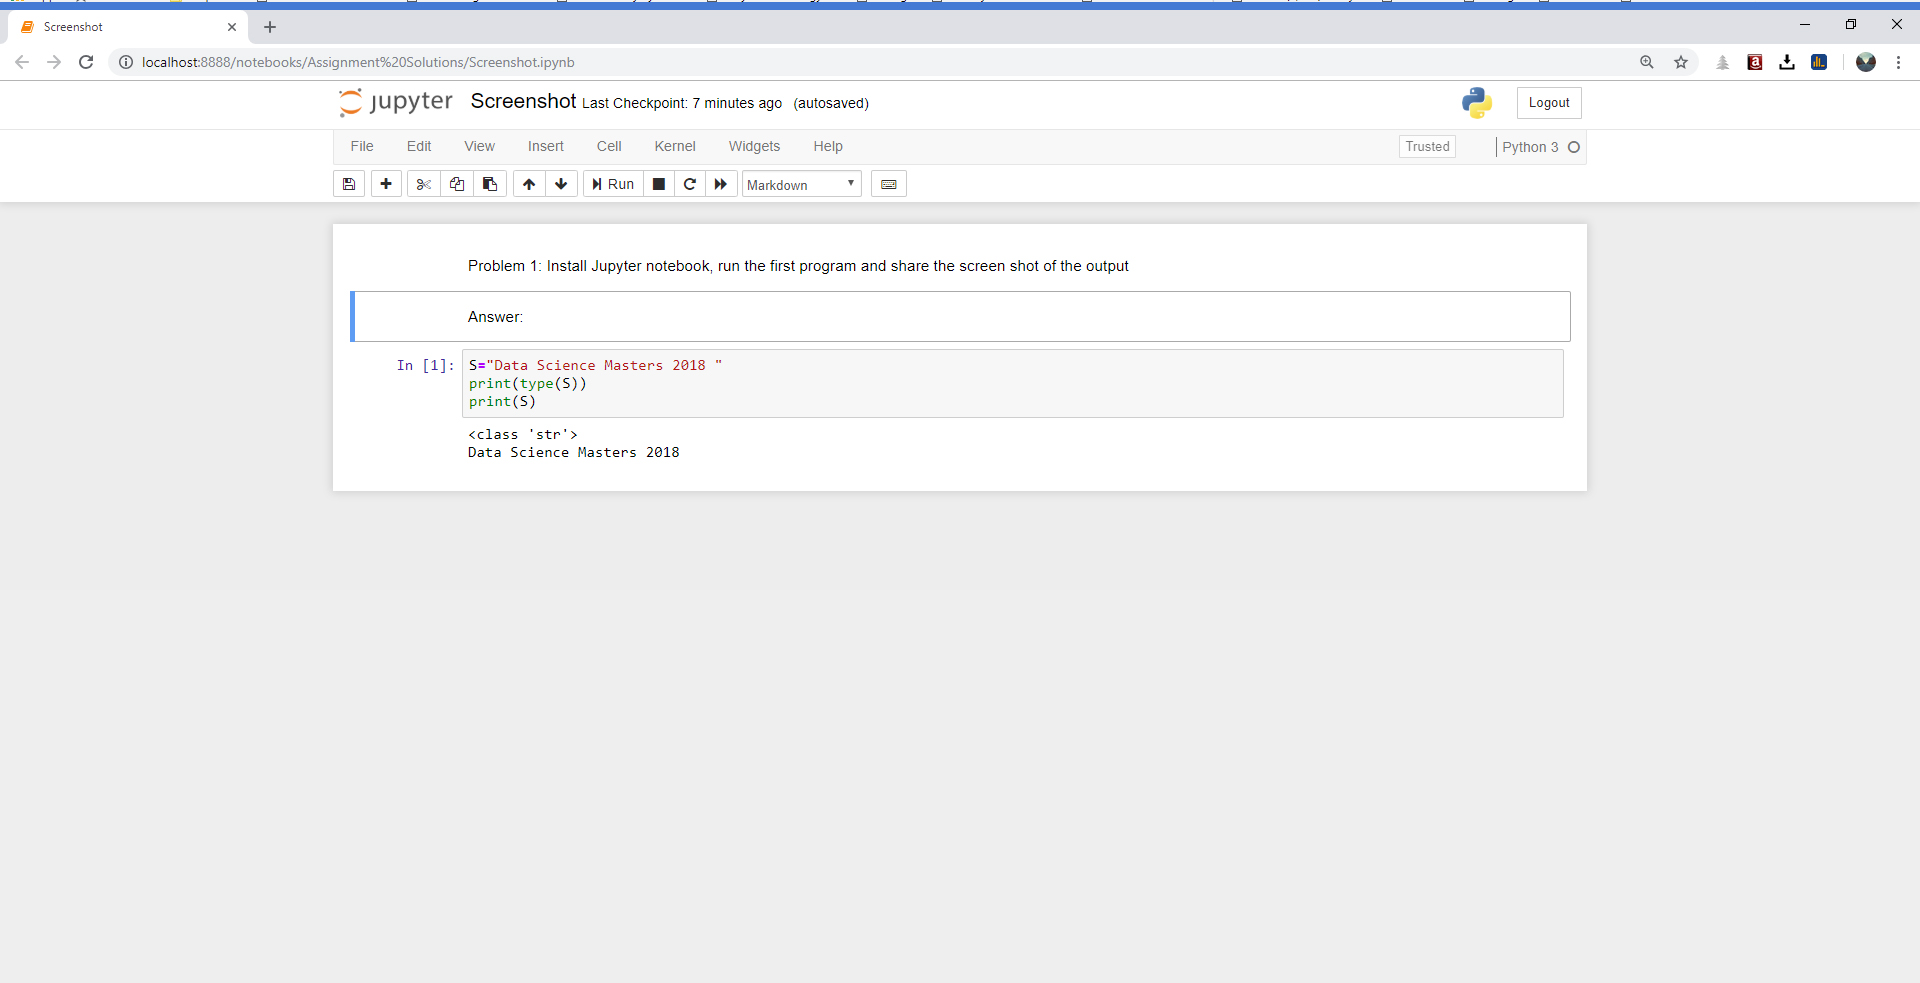 Screenshot
localhost:8888/notebooks/Assignment%20Solutions/Screenshot.ipynb
jupyter Screenshot Last Checkpoint: 7 minutes ago (autosaved)
Logout
File Edit View Insert Cell Kernel Widgets Help Trusted Python 3
Run Markdown
Problem 1: Install Jupyter notebook, run the first program and share the screen shot of the output
Answer:
In [1]: S="Data Science Masters 2018 "
print(type(S))
print(S)
<class 'str'>
Data Science Masters 2018